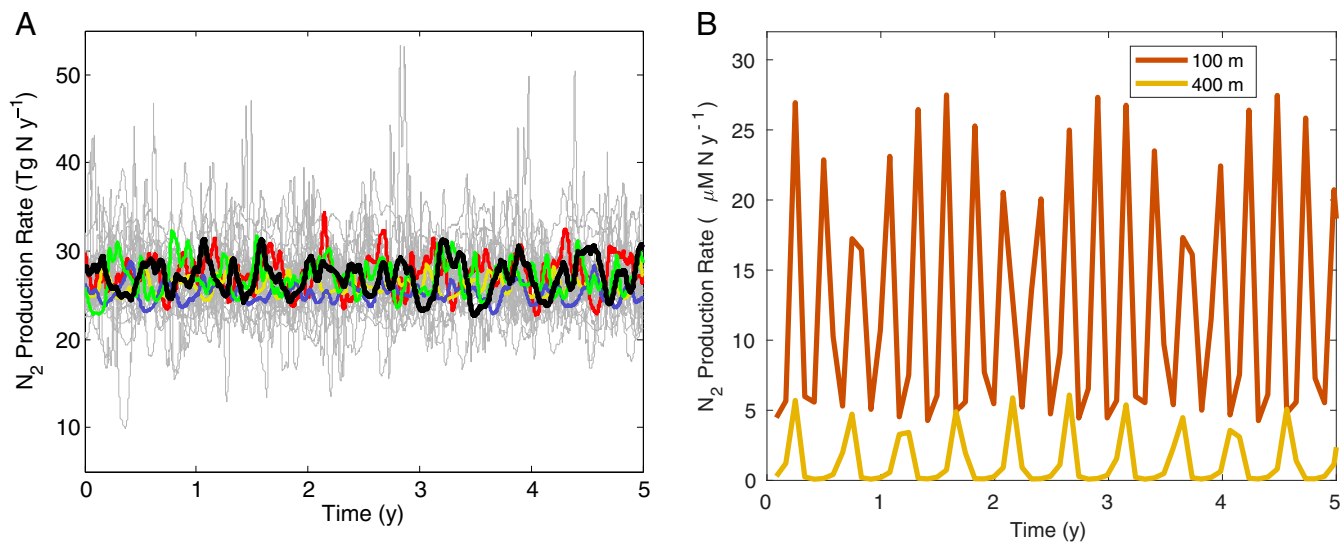 A
N₂ Production Rate (Tg N y⁻¹)
50
40
30
20
10
0 1 2 3 4 5
Time (y)
B
N₂ Production Rate ( μM N y⁻¹)
30
25
20
15
10
5
0
0 1 2 3 4 5
Time (y)
100 m
400 m